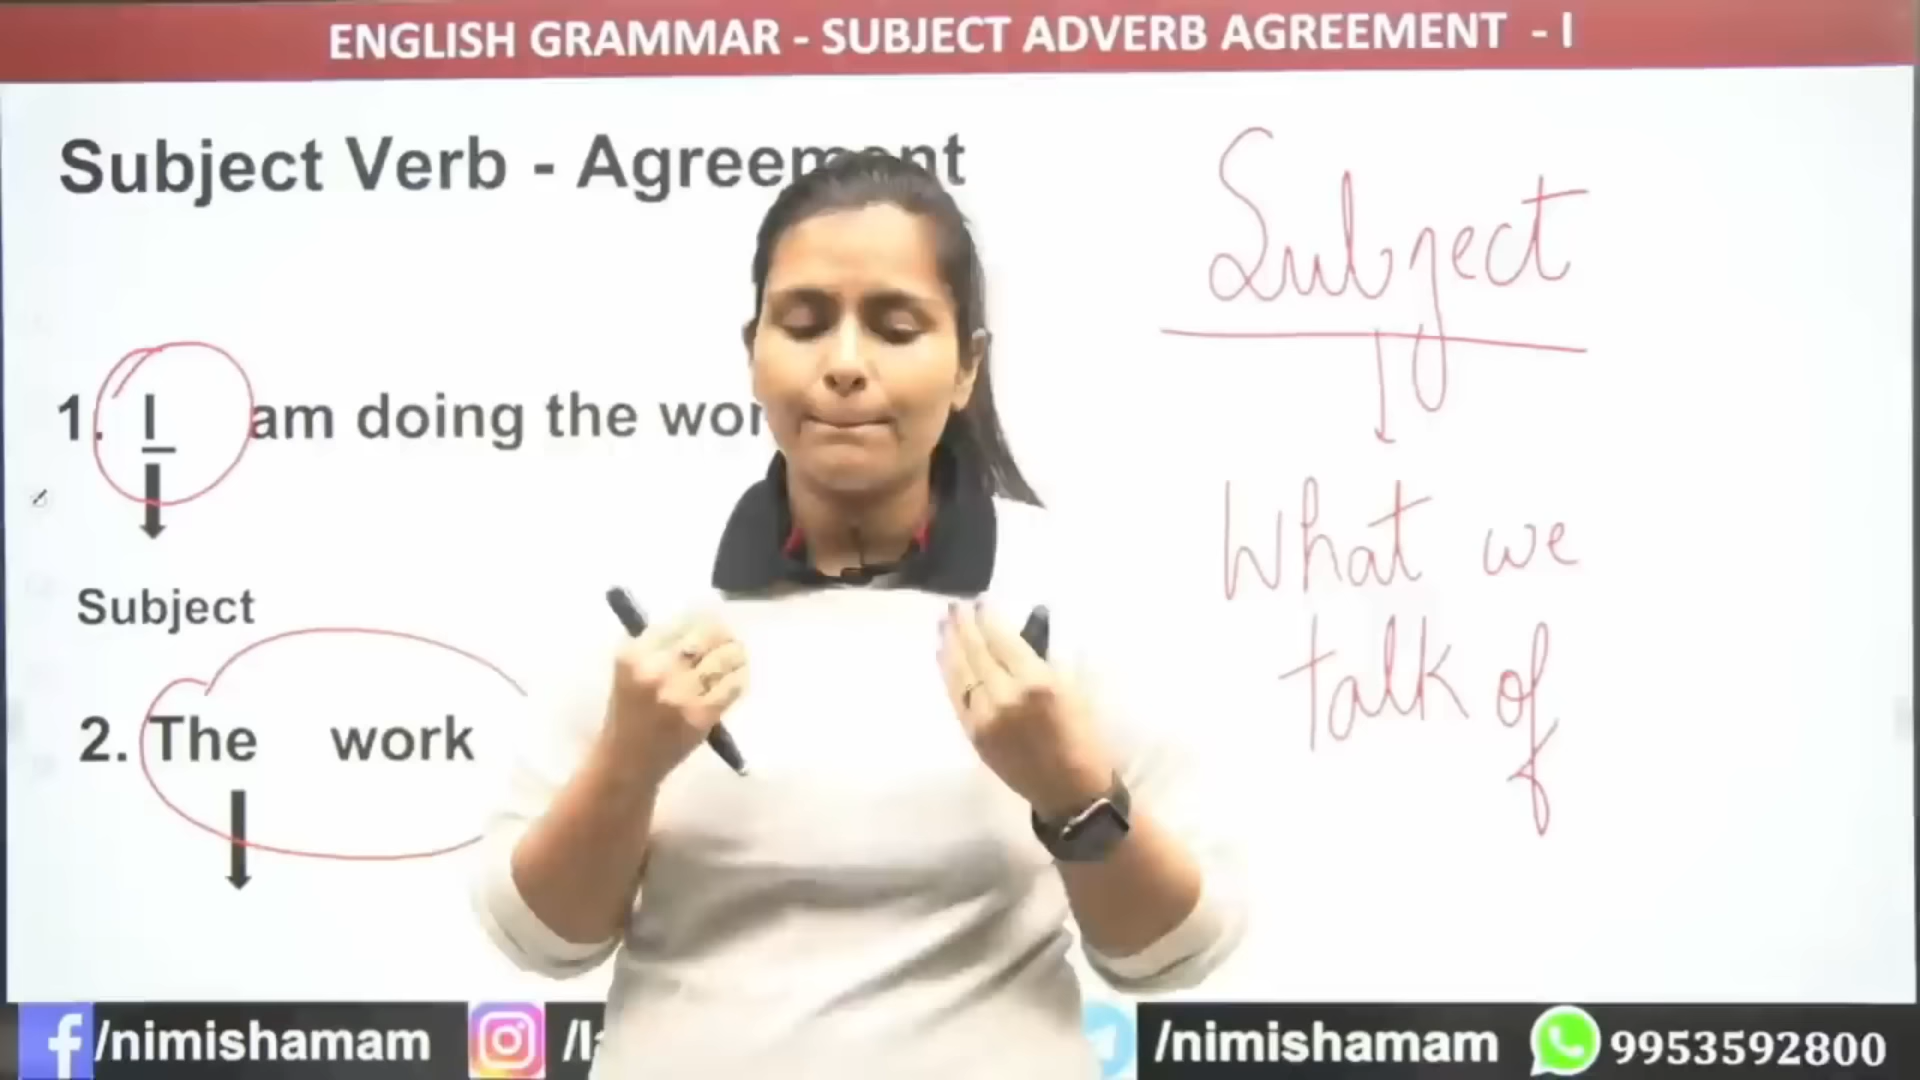 ENGLISH GRAMMAR - SUBJECT ADVERB AGREEMENT - I
Subject Verb - Agreement
1. I am doing the wor
Subject
2. The work
Subject
What we
talk of
/nimishamam
/nimishamam
9953592800